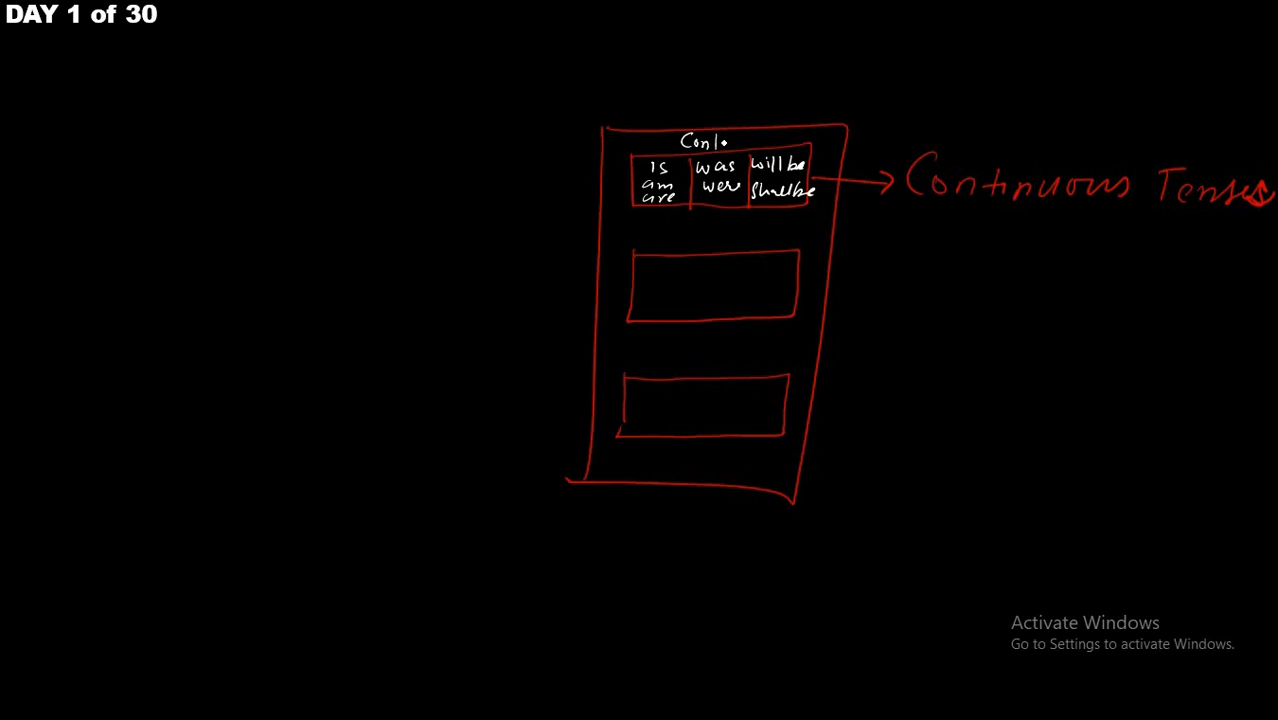 DAY 1 of 30
Cont.
is was will be
am were shall be
are
Continuous Tenses
Activate Windows
Go to Settings to activate Windows.